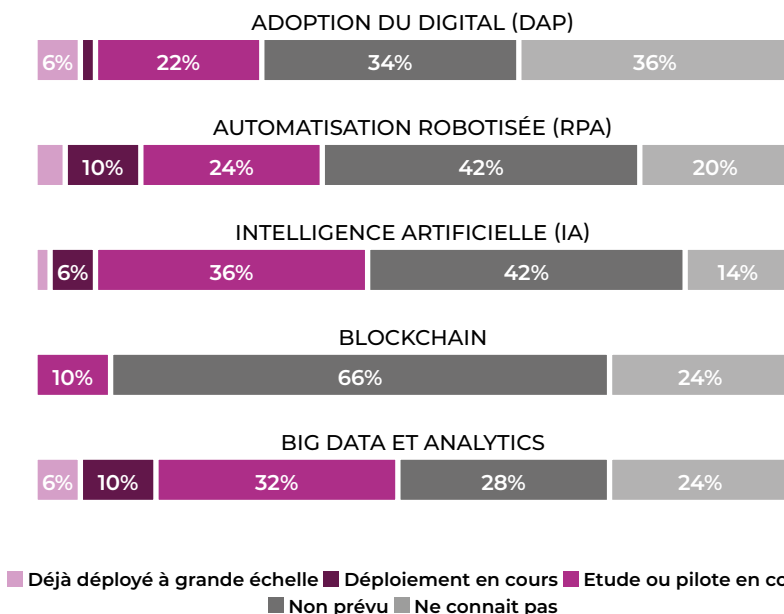 ADOPTION DU DIGITAL (DAP)
6% 22% 34% 36%
AUTOMATISATION ROBOTISÉE (RPA)
10% 24% 42% 20%
INTELLIGENCE ARTIFICIELLE (IA)
6% 36% 42% 14%
BLOCKCHAIN
10% 66% 24%
BIG DATA ET ANALYTICS
6% 10% 32% 28% 24%
Déjà déployé à grande échelle Déploiement en cours Etude ou pilote en
Non prévu Ne connait pas